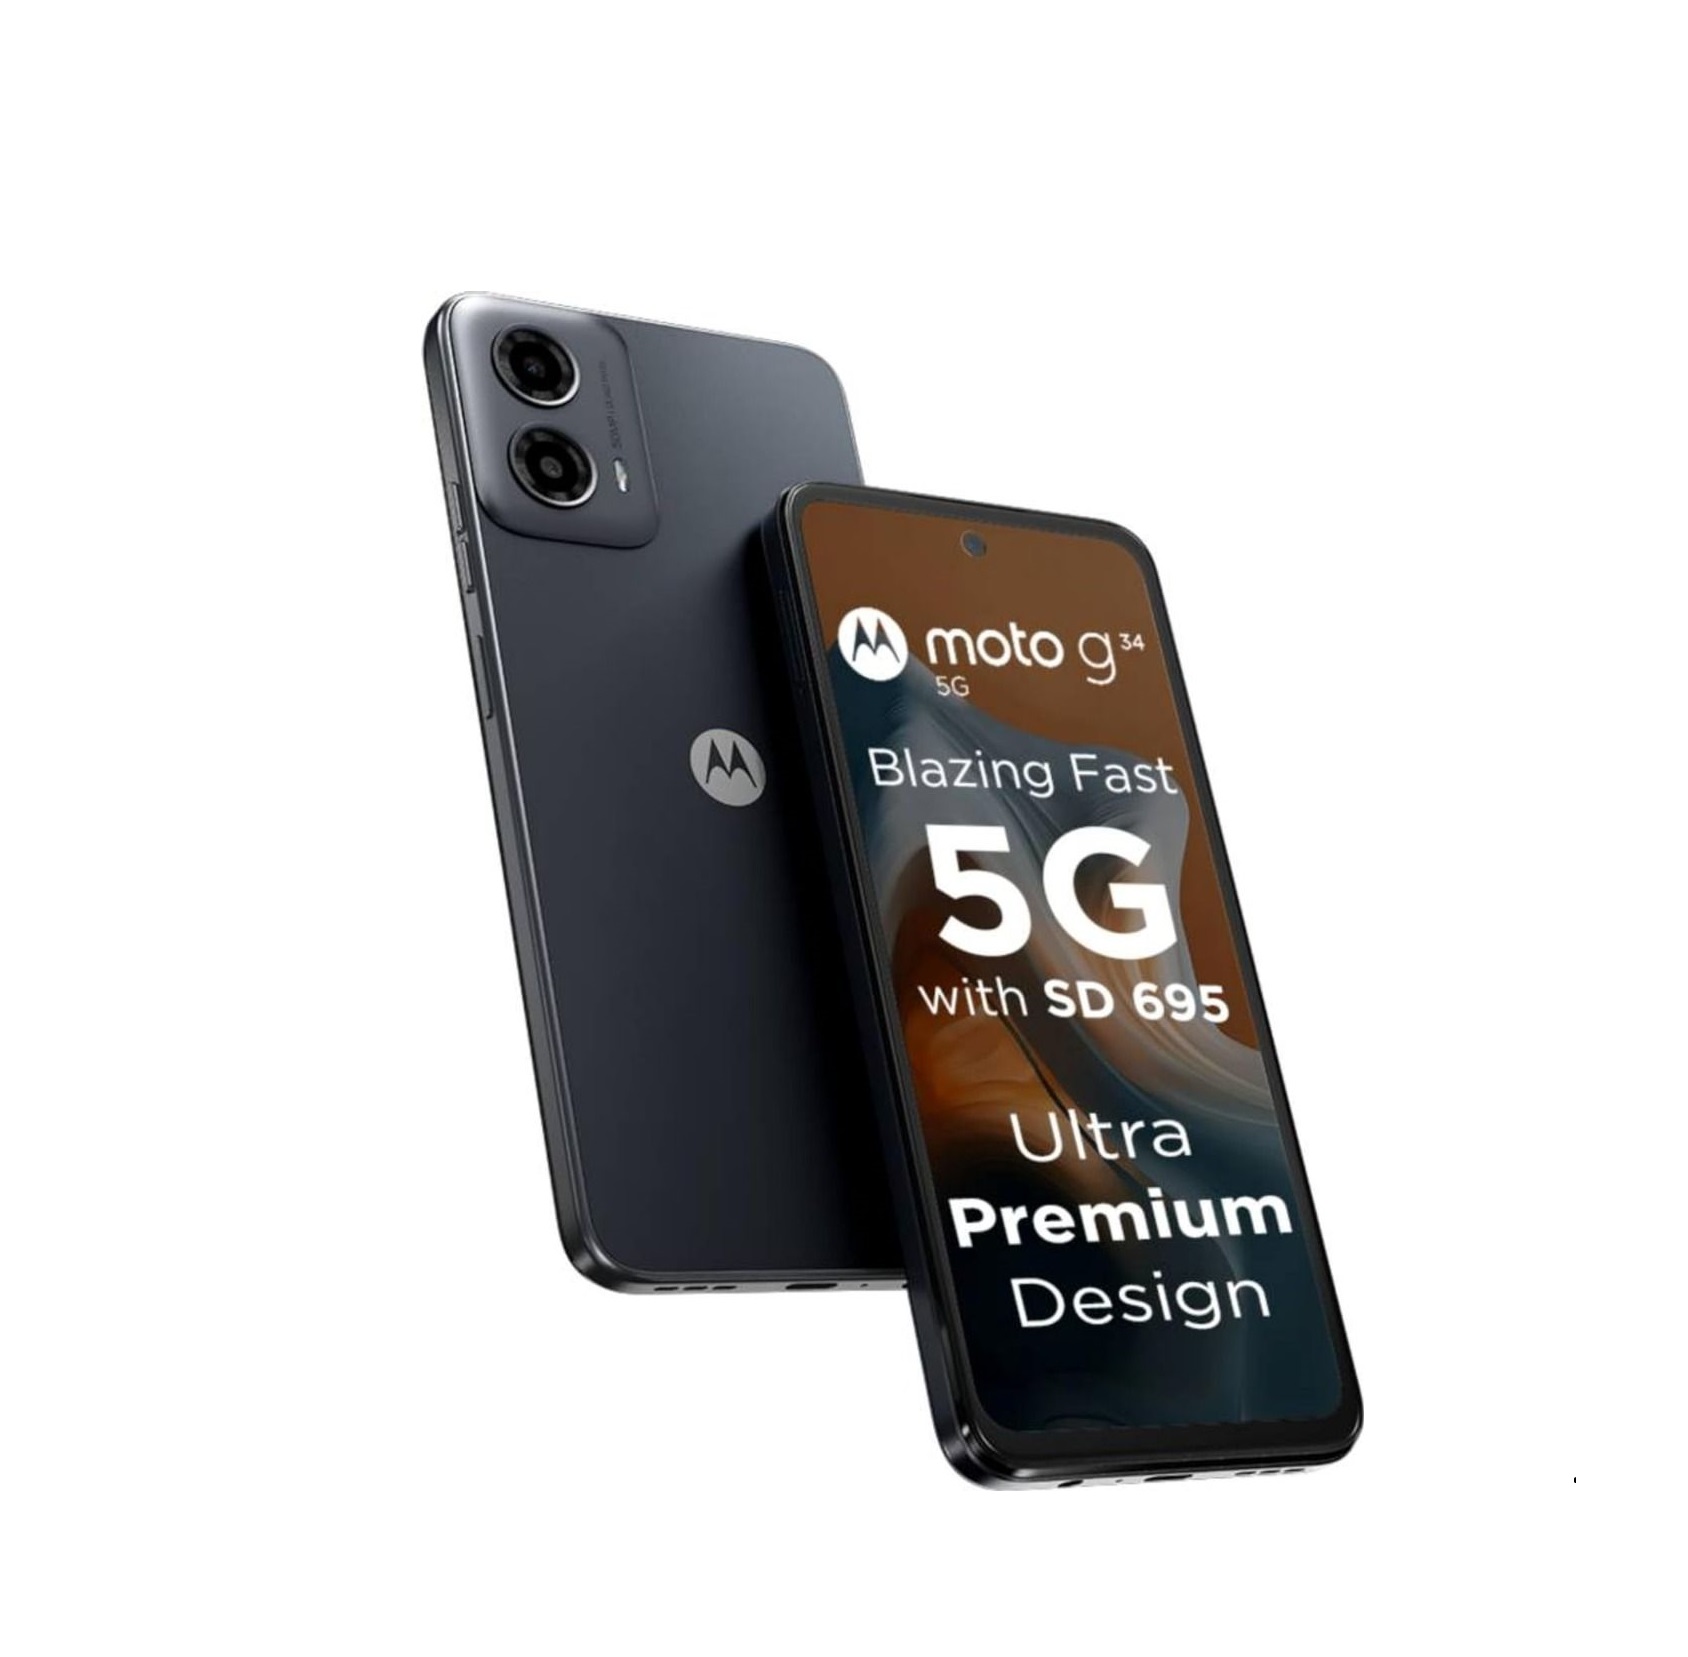 moto g34
5G
Blazing Fast
5G
with SD 695
Ultra
Premium
Design